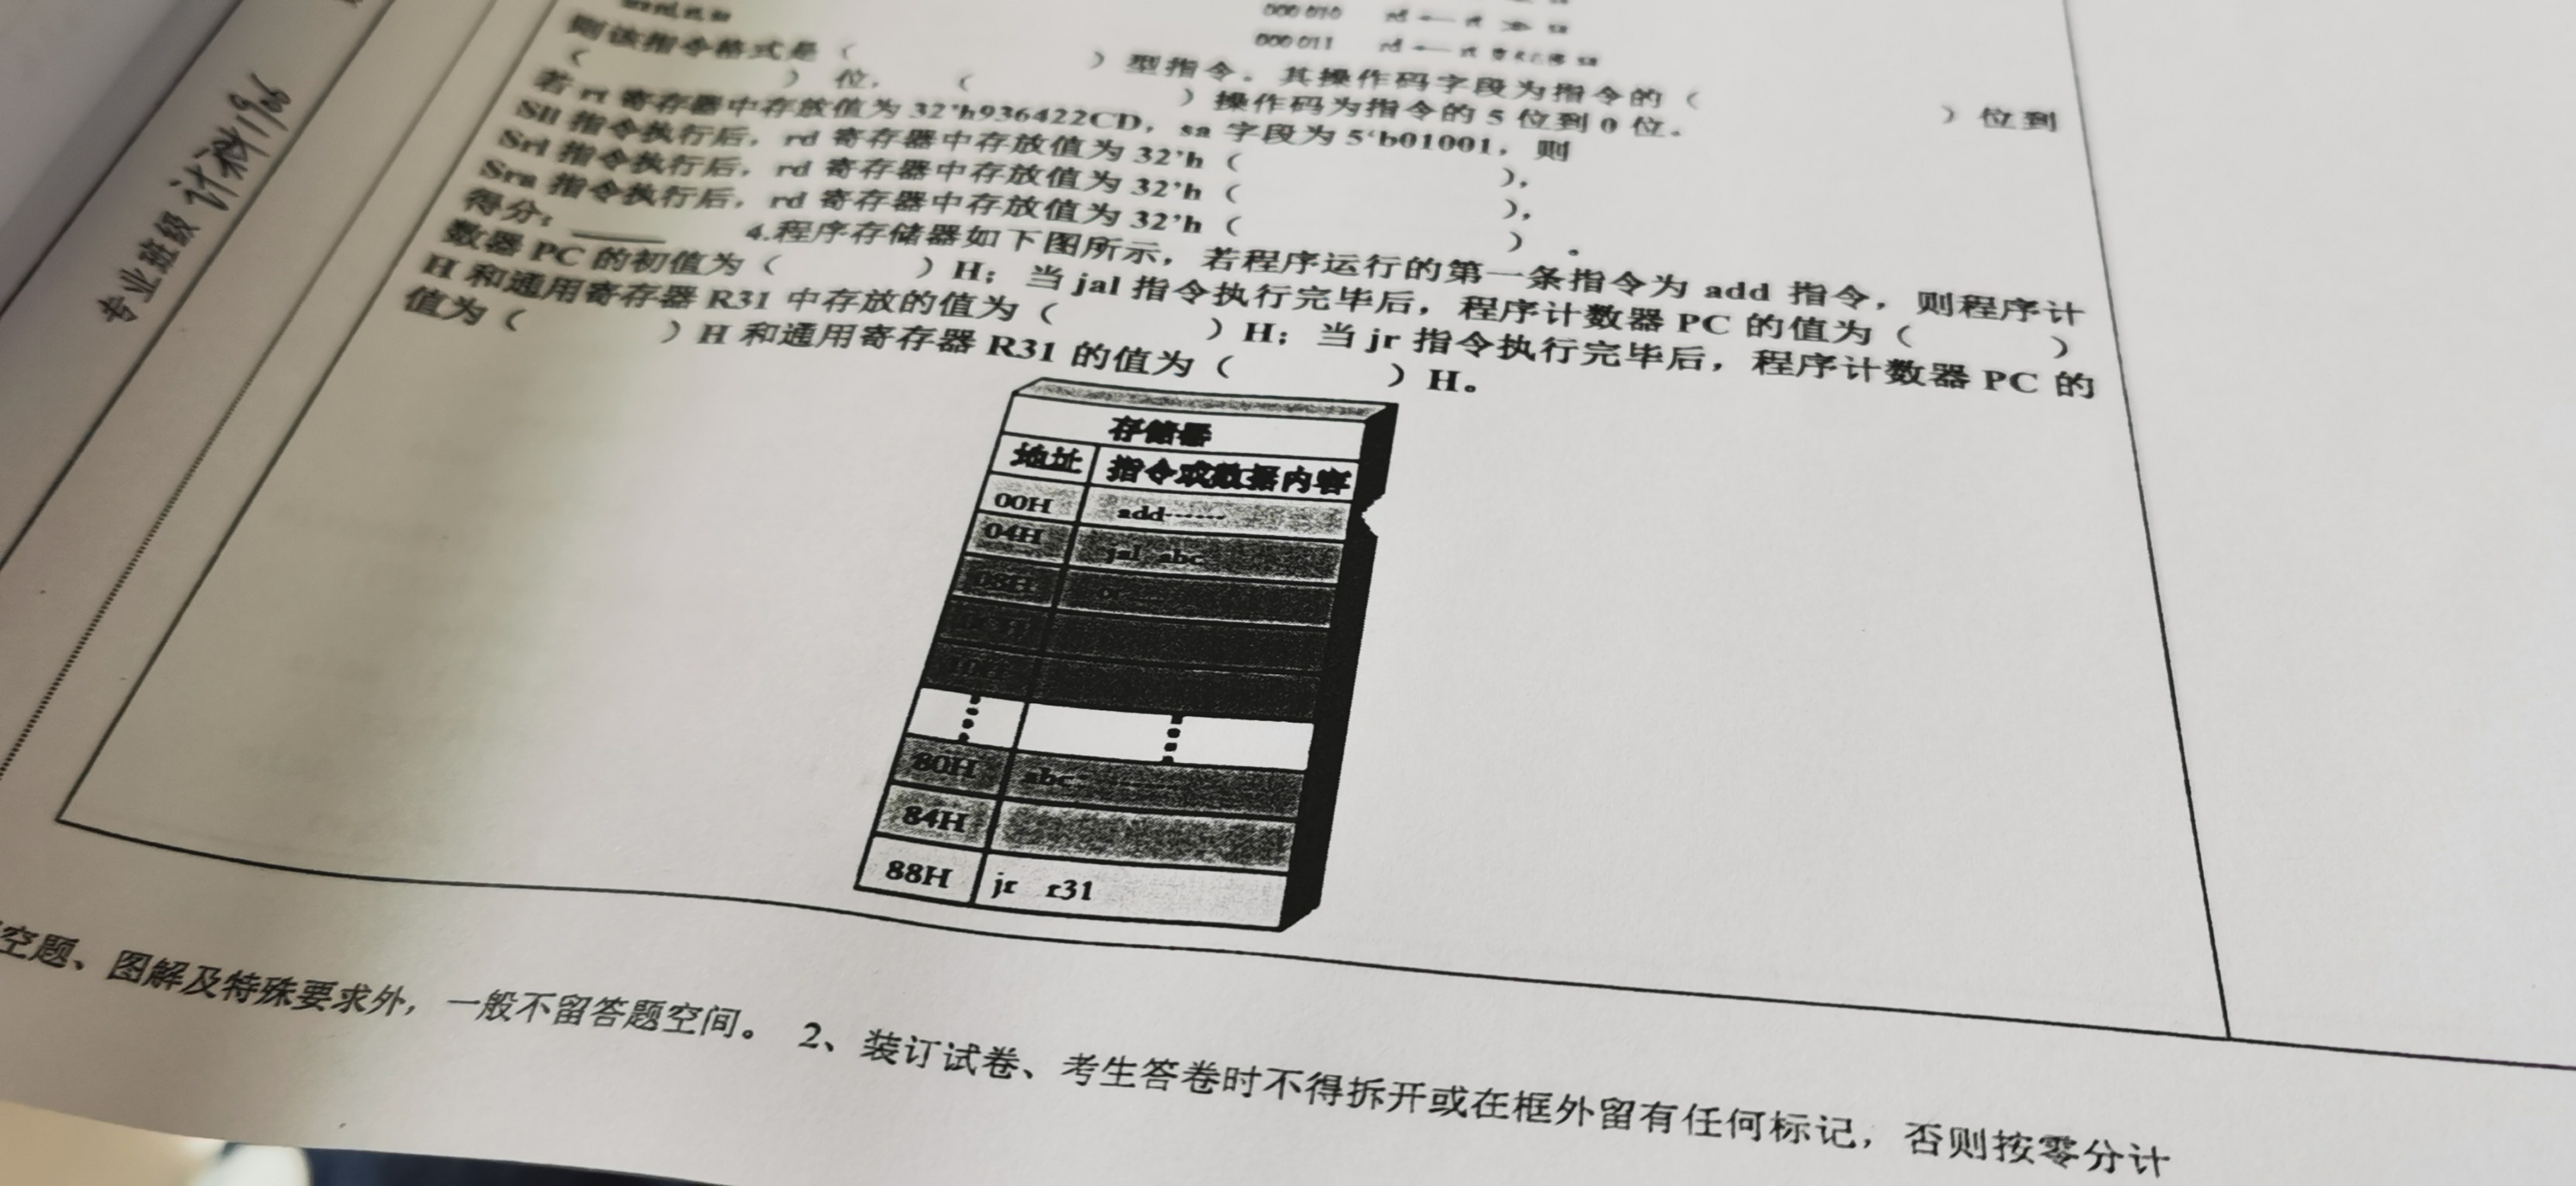 000 010 rd ← rt >> sa
000 011 rd ← rt sa
则该指令格式是（ ）型指令。其操作码字段为指令的（ ）位到
（ ）位，（ ）操作码为指令的 5 位到 0 位。
若 rt 寄存器中存放值为 32'h936422CD，sa 字段为 5'b01001，则
Sll 指令执行后，rd 寄存器中存放值为 32'h（ ），
Srl 指令执行后，rd 寄存器中存放值为 32'h（ ），
Sra 指令执行后，rd 寄存器中存放值为 32'h（ ）。
得分：____ 4.程序存储器如下图所示，若程序运行的第一条指令为 add 指令，则程序计
数器 PC 的初值为（ ）H；当 jal 指令执行完毕后，程序计数器 PC 的值为（ ）
H 和通用寄存器 R31 中存放的值为（ ）H；当 jr 指令执行完毕后，程序计数器 PC 的
值为（ ）H 和通用寄存器 R31 的值为（ ）H。
存储器
地址 指令或数据内容
00H add······
04H jal abc
08H
80H abc
84H
88H jr r31
专业班级 计科1906
空题、图解及特殊要求外，一般不留答题空间。 2、装订试卷、考生答卷时不得拆开或在框外留有任何标记，否则按零分计